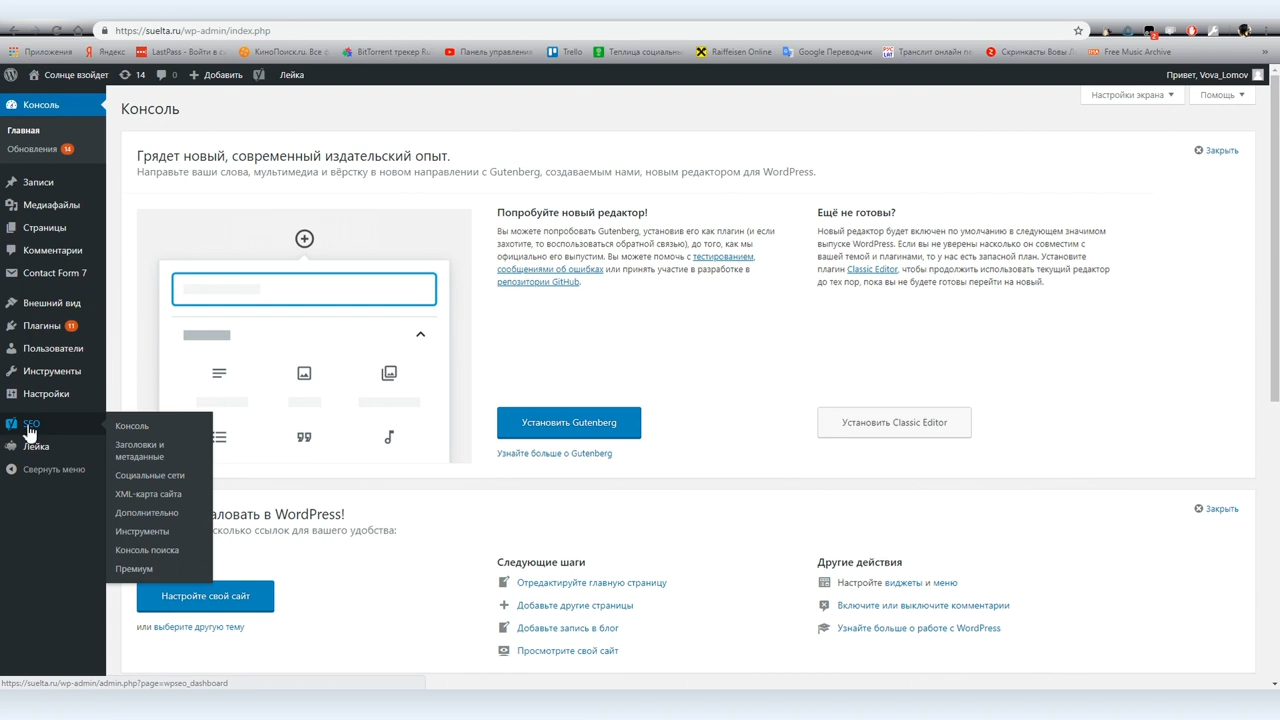 https://suelta.ru/wp-admin/index.php
Приложения
Яндекс
LastPass - Войти в с
КиноПоиск.ru. Все ф
BitTorrent трекер Ru
Панель управления
Trello
Теплица социальны
Raiffeisen Online
Google Переводчик
Транслит онлайн п
Скринкасты Вовы Л
Free Music Archive
Солнце взойдет
14
0
Добавить
Лейка
Привет, Vova_Lomov
Консоль
Главная
Обновления 14
Записи
Медиафайлы
Страницы
Комментарии
Contact Form 7
Внешний вид
Плагины 11
Пользователи
Инструменты
Настройки
SEO
Лейка
Свернуть меню
Консоль
Заголовки и
метаданные
Социальные сети
XML-карта сайта
Дополнительно
Инструменты
Консоль поиска
Премиум
Консоль
Настройки экрана
Помощь
Грядет новый, современный издательский опыт.
Закрыть
Направьте ваши слова, мультимедиа и вёрстку в новом направлении с Gutenberg, создаваемым нами, новым редактором для WordPress.
Попробуйте новый редактор!
Вы можете попробовать Gutenberg, установив его как плагин (и если
захотите, то воспользоваться обратной связью), до того, как мы
официально его выпустим. Вы можете помочь с тестированием,
сообщениями об ошибках или принять участие в разработке в
репозитории GitHub.
Установить Gutenberg
Узнайте больше о Gutenberg
Ещё не готовы?
Новый редактор будет включен по умолчанию в следующем значимом
выпуске WordPress. Если вы не уверены насколько он совместим с
вашей темой и плагинами, то у нас есть запасной план. Установите
плагин Classic Editor, чтобы продолжить использовать текущий редактор
до тех пор, пока вы не будете готовы перейти на новый.
Установить Classic Editor
аловать в WordPress!
Закрыть
сколько ссылок для вашего удобства:
Настройте свой сайт
или выберите другую тему
Следующие шаги
Отредактируйте главную страницу
Добавьте другие страницы
Добавьте запись в блог
Просмотрите свой сайт
Другие действия
Настройте виджеты и меню
Включите или выключите комментарии
Узнайте больше о работе с WordPress
https://suelta.ru/wp-admin/admin.php?page=wpseo_dashboard